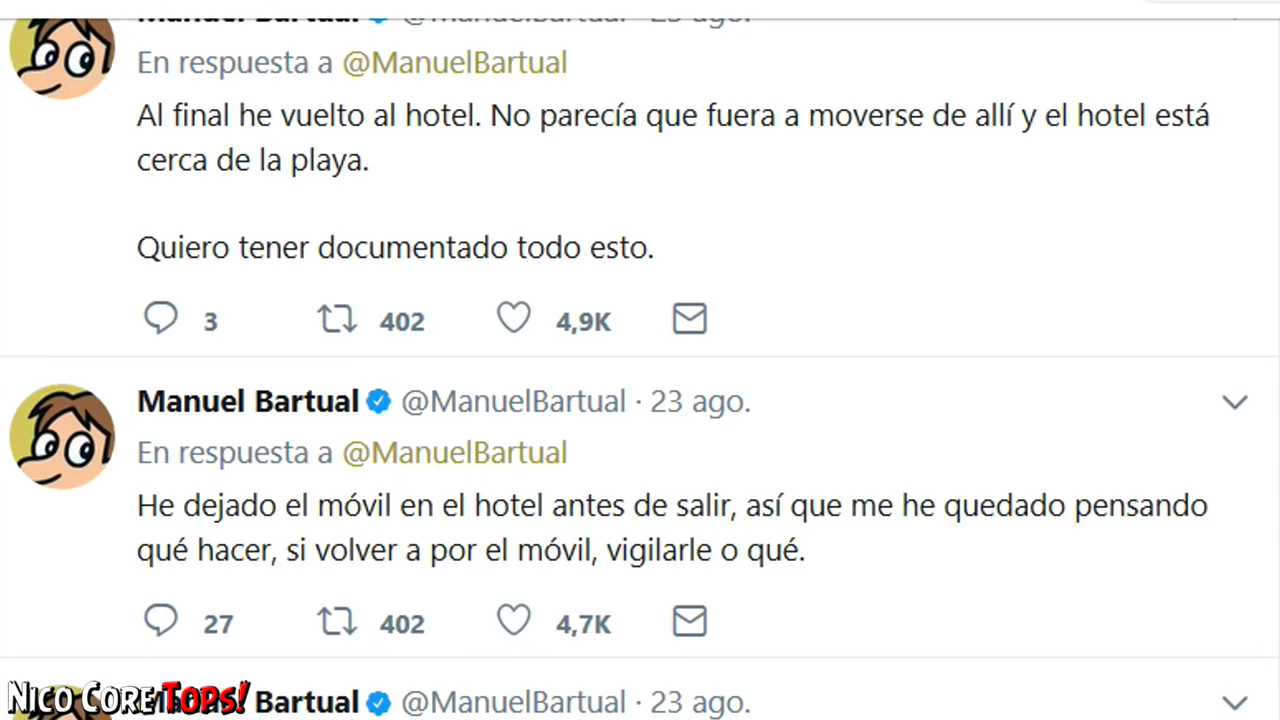 Manuel Bartual @ManuelBartual · 23 ago.
En respuesta a @ManuelBartual
Al final he vuelto al hotel. No parecía que fuera a moverse de allí y el hotel está
cerca de la playa.
Quiero tener documentado todo esto.
3 402 4,9K
Manuel Bartual @ManuelBartual · 23 ago.
En respuesta a @ManuelBartual
He dejado el móvil en el hotel antes de salir, así que me he quedado pensando
qué hacer, si volver a por el móvil, vigilarle o qué.
27 402 4,7K
Manuel Bartual @ManuelBartual · 23 ago.
Nico Core Tops!